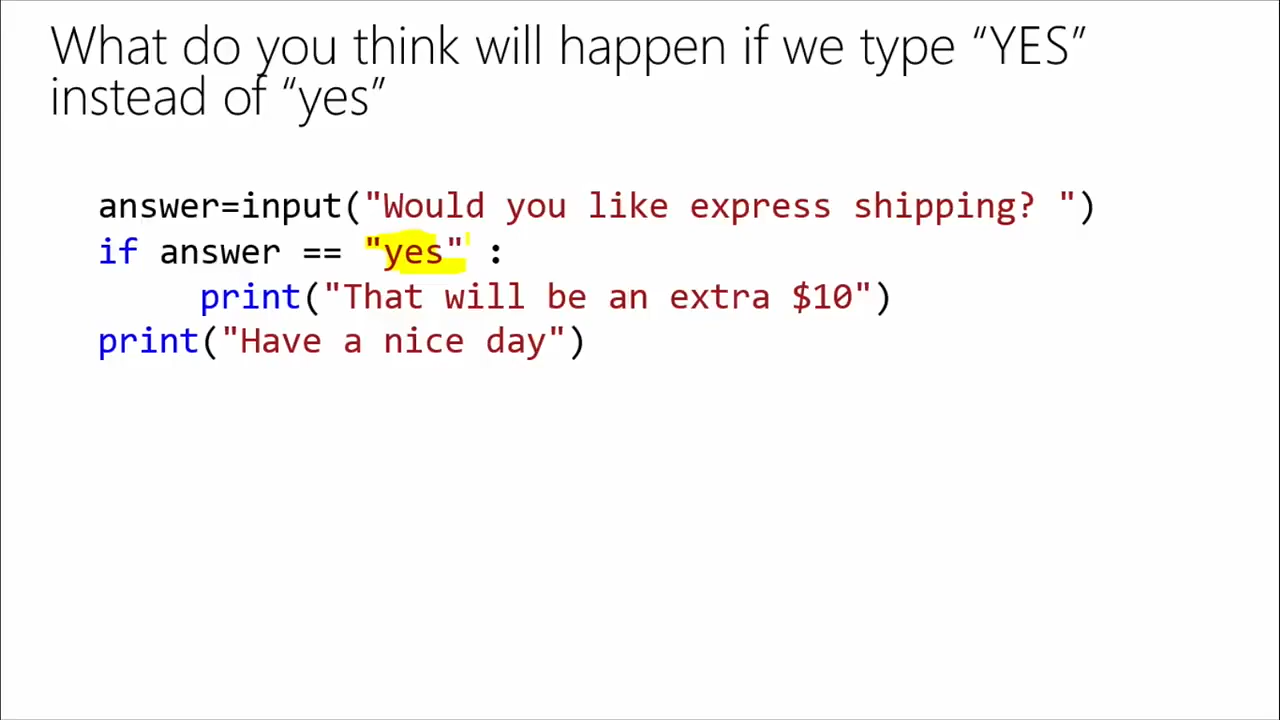 What do you think will happen if we type “YES”
instead of “yes”
answer=input("Would you like express shipping? ")
if answer == "yes" :
print("That will be an extra $10")
print("Have a nice day")